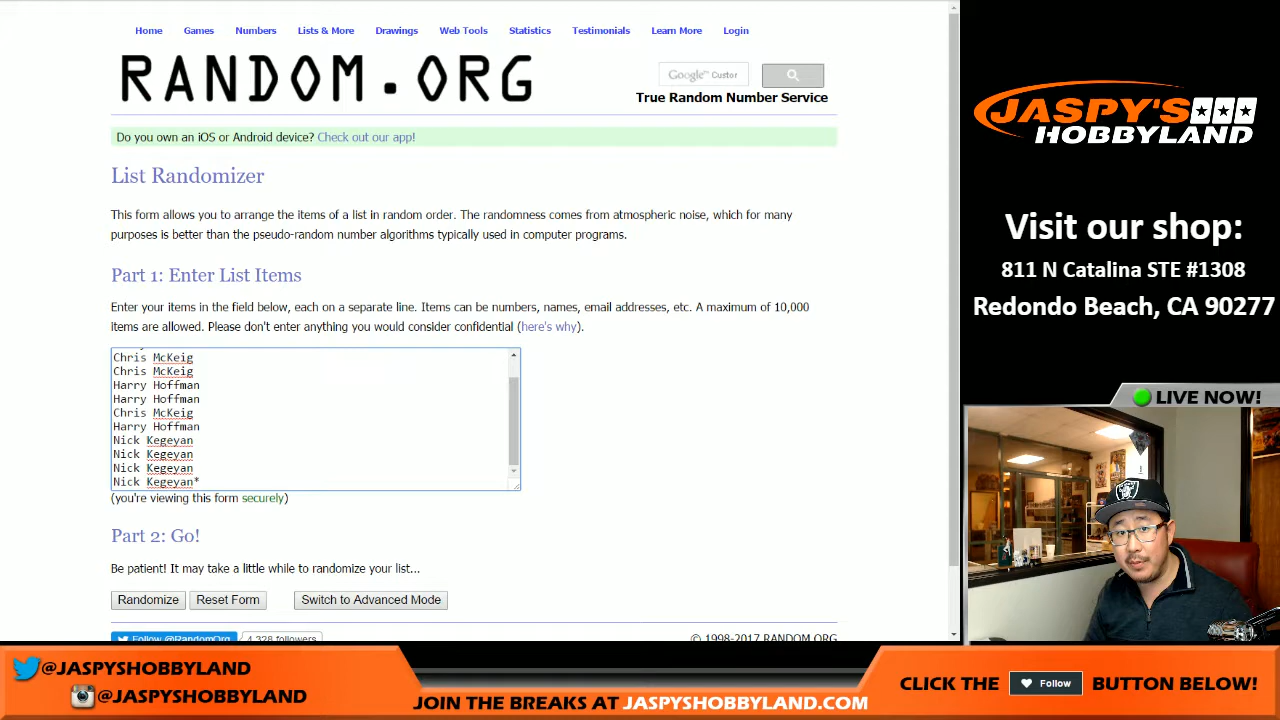 Home Games Numbers Lists & More Drawings Web Tools Statistics Testimonials Learn More Login
RANDOM.ORG
Google™ Custor
True Random Number Service
Do you own an iOS or Android device? Check out our app!
List Randomizer
This form allows you to arrange the items of a list in random order. The randomness comes from atmospheric noise, which for many
purposes is better than the pseudo-random number algorithms typically used in computer programs.
Part 1: Enter List Items
Enter your items in the field below, each on a separate line. Items can be numbers, names, email addresses, etc. A maximum of 10,000
items are allowed. Please don't enter anything you would consider confidential (here's why).
Chris McKeig
Chris McKeig
Harry Hoffman
Harry Hoffman
Chris McKeig
Harry Hoffman
Nick Kegeyan
Nick Kegeyan
Nick Kegeyan
Nick Kegeyan*
(you're viewing this form securely)
Part 2: Go!
Be patient! It may take a little while to randomize your list...
Randomize Reset Form Switch to Advanced Mode
Follow @RandomOrg 4,328 followers
© 1998-2017 RANDOM.ORG
JASPY'S
HOBBYLAND
Visit our shop:
811 N Catalina STE #1308
Redondo Beach, CA 90277
LIVE NOW!
@JASPYSHOBBYLAND
@JASPYSHOBBYLAND
JOIN THE BREAKS AT JASPYSHOBBYLAND.COM
CLICK THE Follow BUTTON BELOW!